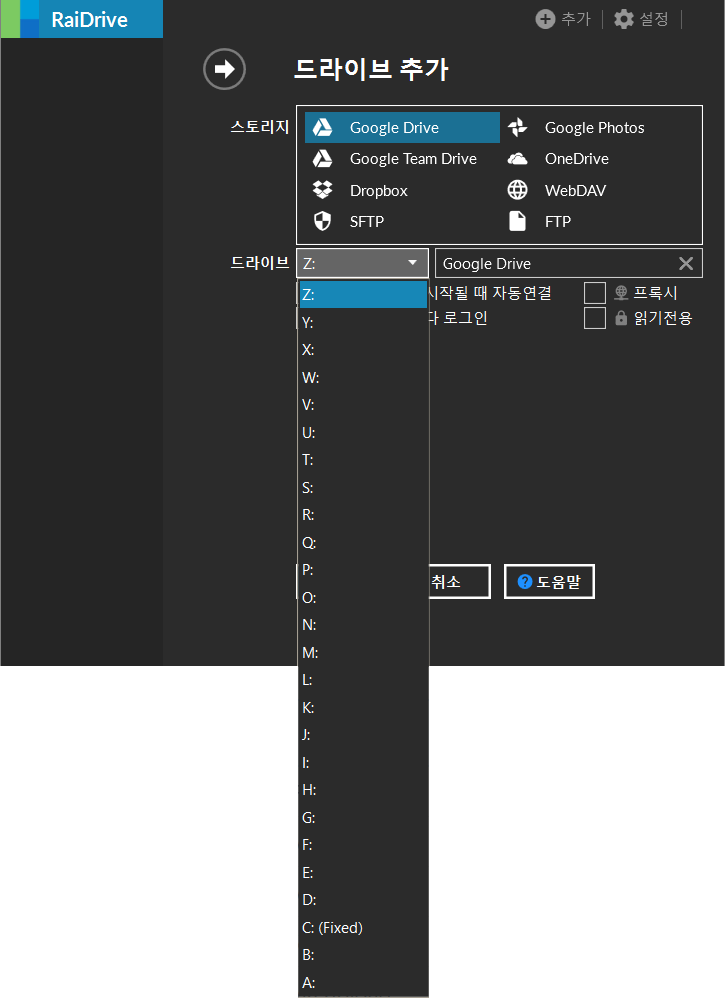 RaiDrive
추가
설정
드라이브 추가
스토리지
Google Drive
Google Photos
Google Team Drive
OneDrive
Dropbox
WebDAV
SFTP
FTP
드라이브
Z:
Google Drive
시작될 때 자동연결
프록시
다 로그인
읽기전용
취소
도움말
Z:
Y:
X:
W:
V:
U:
T:
S:
R:
Q:
P:
O:
N:
M:
L:
K:
J:
I:
H:
G:
F:
E:
D:
C: (Fixed)
B:
A: